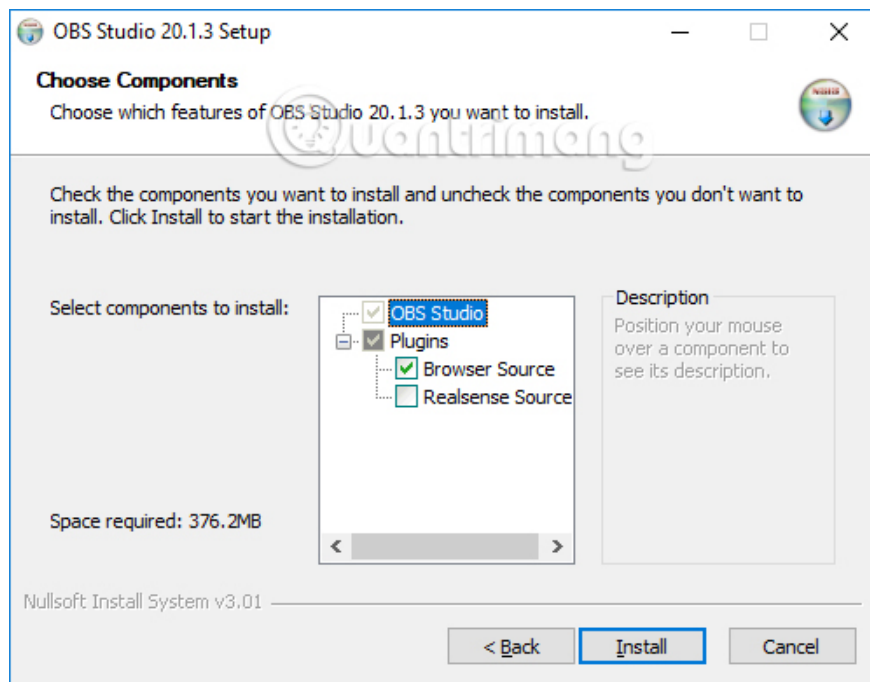 OBS Studio 20.1.3 Setup
Choose Components
Choose which features of OBS Studio 20.1.3 you want to install.
Quantrimang
Check the components you want to install and uncheck the components you don't want to
install. Click Install to start the installation.
Select components to install:
OBS Studio
Plugins
Browser Source
Realsense Source
Description
Position your mouse
over a component to
see its description.
Space required: 376.2MB
Nullsoft Install System v3.01
< Back
Install
Cancel